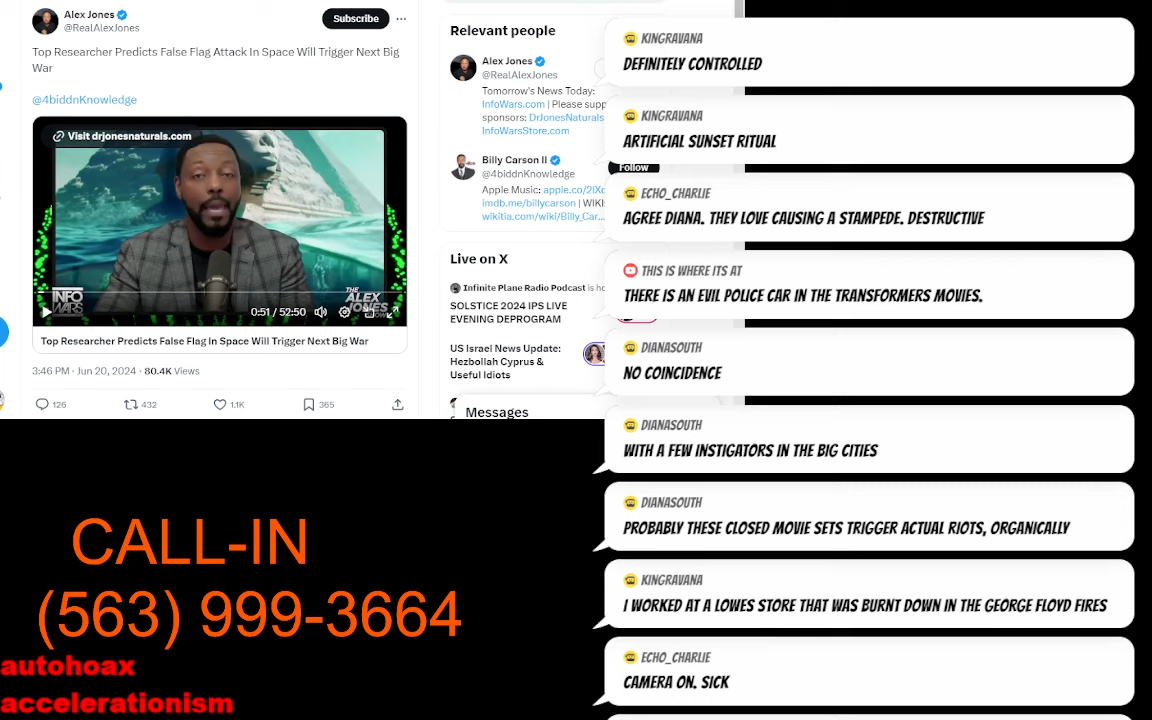 Alex Jones
@RealAlexJones
Subscribe
Top Researcher Predicts False Flag Attack In Space Will Trigger Next Big
War
@4biddnKnowledge
Visit drjonesnaturals.com
INFO
WARS
THE
ALEX
JONES
0:51 / 52:50
Top Researcher Predicts False Flag In Space Will Trigger Next Big War
3:46 PM · Jun 20, 2024 · 80.4K Views
126
432
1.1K
365
Relevant people
Alex Jones
@RealAlexJones
Tomorrow's News Today:
InfoWars.com | Please supp
sponsors: DrJonesNaturals
InfoWarsStore.com
Billy Carson II
@4biddnKnowledge
Follow
Apple Music: apple.co/2IXc
imdb.me/billycarson | WIKI:
wikitia.com/wiki/Billy_Car...
Live on X
Infinite Plane Radio Podcast is ho
SOLSTICE 2024 IPS LIVE
EVENING DEPROGRAM
US Israel News Update:
Hezbollah Cyprus &
Useful Idiots
Messages
KINGRAVANA
DEFINITELY CONTROLLED
KINGRAVANA
ARTIFICIAL SUNSET RITUAL
ECHO_CHARLIE
AGREE DIANA. THEY LOVE CAUSING A STAMPEDE. DESTRUCTIVE
THIS IS WHERE ITS AT
THERE IS AN EVIL POLICE CAR IN THE TRANSFORMERS MOVIES.
DIANASOUTH
NO COINCIDENCE
DIANASOUTH
WITH A FEW INSTIGATORS IN THE BIG CITIES
DIANASOUTH
PROBABLY THESE CLOSED MOVIE SETS TRIGGER ACTUAL RIOTS, ORGANICALLY
KINGRAVANA
I WORKED AT A LOWES STORE THAT WAS BURNT DOWN IN THE GEORGE FLOYD FIRES
ECHO_CHARLIE
CAMERA ON. SICK
CALL-IN
(563) 999-3664
autohoax
accelerationism